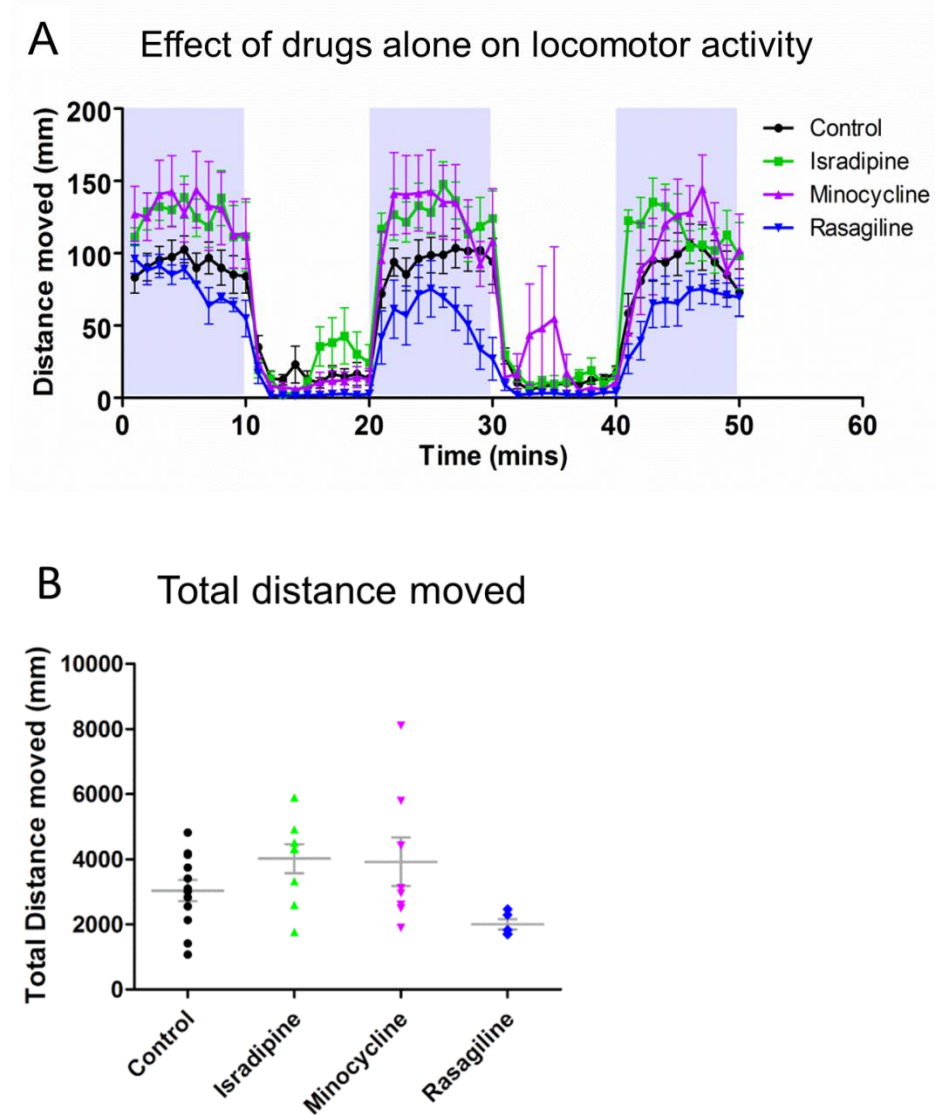 A
Effect of drugs alone on locomotor activity
Distance moved (mm)
200
150
100
50
0
0 10 20 30 40 50 60
Time (mins)
Control
Isradipine
Minocycline
Rasagiline
B
Total distance moved
Total Distance moved (mm)
10000
8000
6000
4000
2000
0
Control
Isradipine
Minocycline
Rasagiline